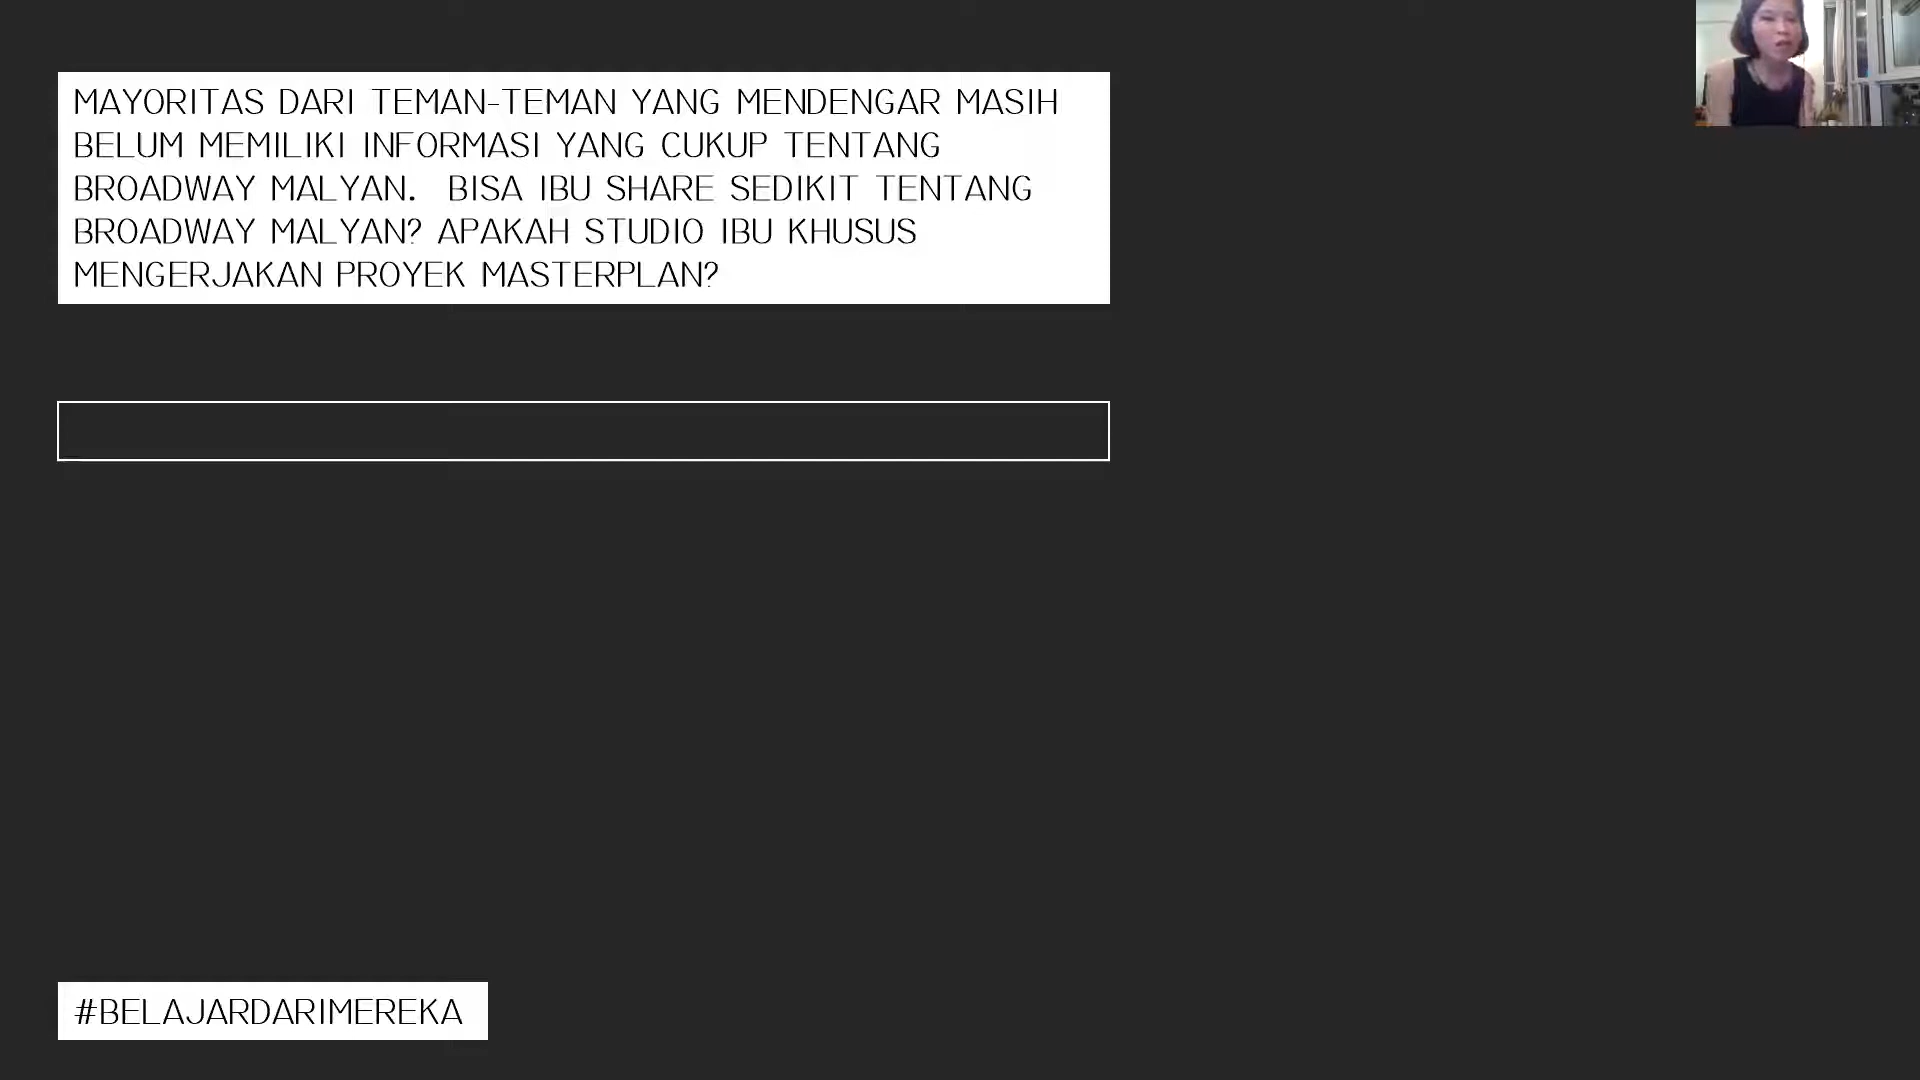 MAYORITAS DARI TEMAN-TEMAN YANG MENDENGAR MASIH
BELUM MEMILIKI INFORMASI YANG CUKUP TENTANG
BROADWAY MALYAN. BISA IBU SHARE SEDIKIT TENTANG
BROADWAY MALYAN? APAKAH STUDIO IBU KHUSUS
MENGERJAKAN PROYEK MASTERPLAN?
#BELAJARDARIMEREKA